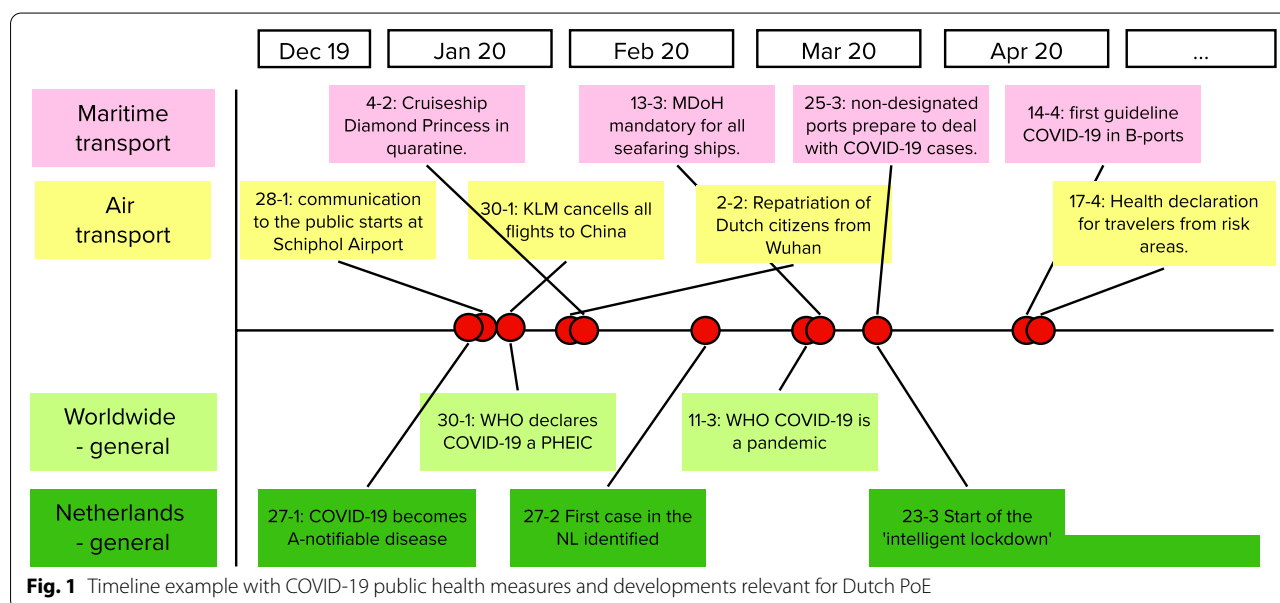 Dec 19
Jan 20
Feb 20
Mar 20
Apr 20
...
Maritime
transport
4-2: Cruiseship
Diamond Princess in
quaratine.
13-3: MDoH
mandatory for all
seafaring ships.
25-3: non-designated
ports prepare to deal
with COVID-19 cases.
14-4: first guideline
COVID-19 in B-ports
Air
transport
28-1: communication
to the public starts at
Schiphol Airport
30-1: KLM cancells all
flights to China
2-2: Repatriation of
Dutch citizens from
Wuhan
17-4: Health declaration
for travelers from risk
areas.
Worldwide
- general
30-1: WHO declares
COVID-19 a PHEIC
11-3: WHO COVID-19 is
a pandemic
Netherlands
- general
27-1: COVID-19 becomes
A-notifiable disease
27-2 First case in the
NL identified
23-3 Start of the
'intelligent lockdown'
Fig. 1 Timeline example with COVID-19 public health measures and developments relevant for Dutch PoE